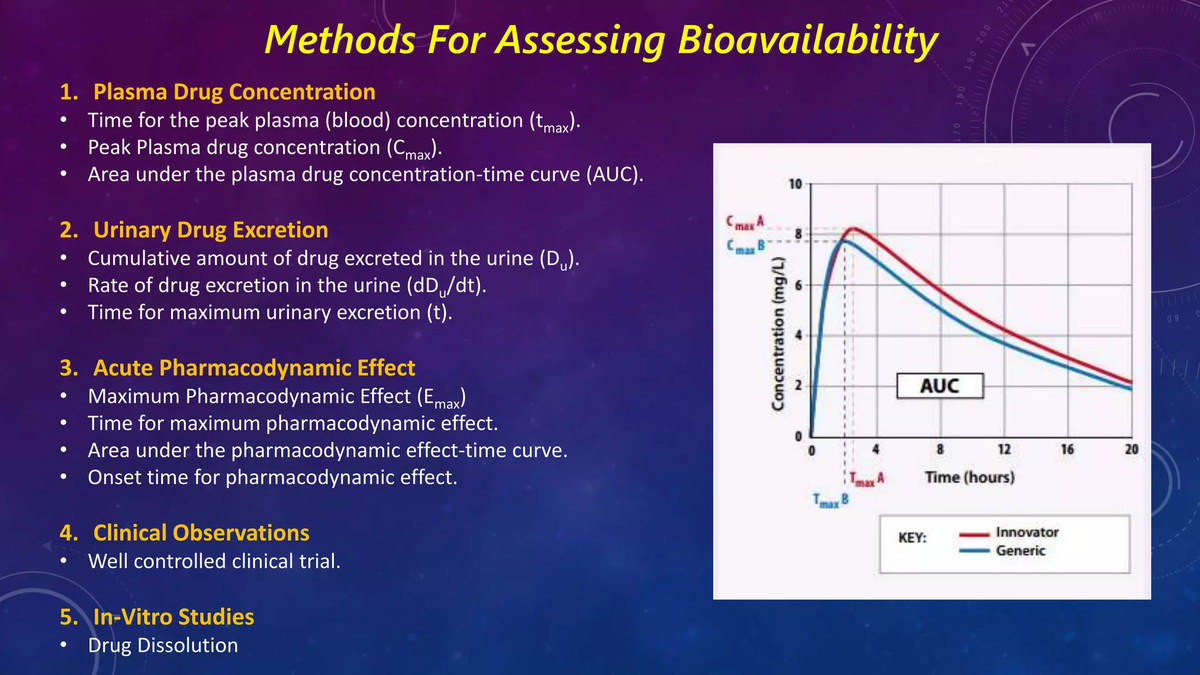 Methods For Assessing Bioavailability
1. Plasma Drug Concentration
• Time for the peak plasma (blood) concentration (tmax).
• Peak Plasma drug concentration (Cmax).
• Area under the plasma drug concentration-time curve (AUC).
2. Urinary Drug Excretion
• Cumulative amount of drug excreted in the urine (Du).
• Rate of drug excretion in the urine (dDu/dt).
• Time for maximum urinary excretion (t).
3. Acute Pharmacodynamic Effect
• Maximum Pharmacodynamic Effect (Emax)
• Time for maximum pharmacodynamic effect.
• Area under the pharmacodynamic effect-time curve.
• Onset time for pharmacodynamic effect.
4. Clinical Observations
• Well controlled clinical trial.
5. In-Vitro Studies
• Drug Dissolution
Cmax A
Cmax B
Concentration (mg/L)
10
8
6
4
2
0
AUC
0 4 8 12 16 20
Tmax A
Time (hours)
Tmax B
KEY:
Innovator
Generic